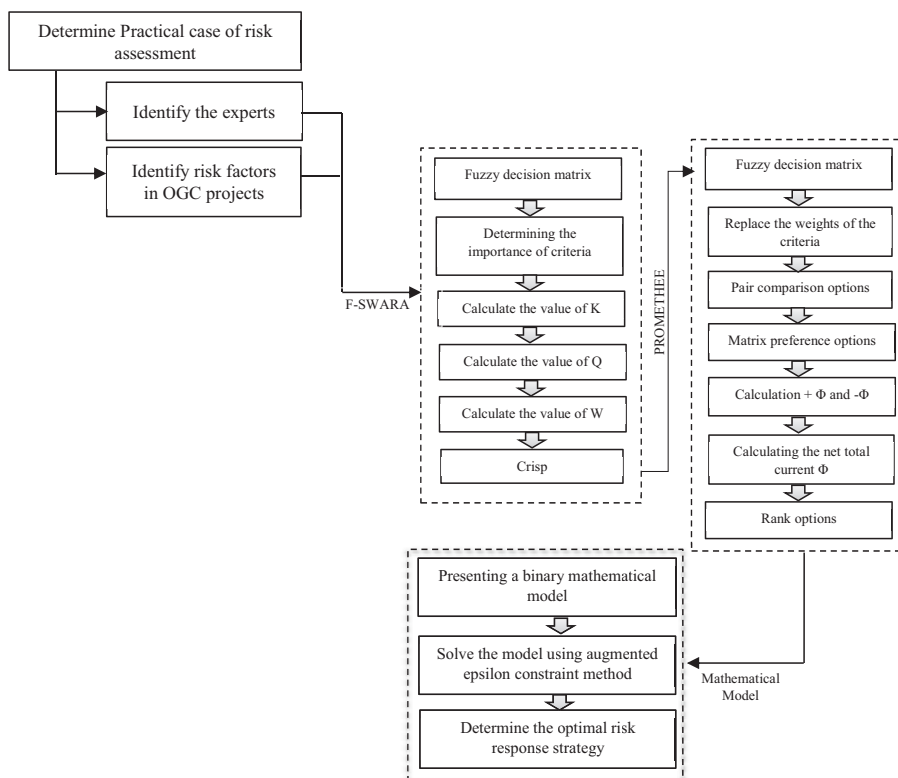 Determine Practical case of risk
assessment
Identify the experts
Identify risk factors
in OGC projects
F-SWARA
Fuzzy decision matrix
Determining the
importance of criteria
Calculate the value of K
Calculate the value of Q
Calculate the value of W
Crisp
PROMETHEE
Fuzzy decision matrix
Replace the weights of the
criteria
Pair comparison options
Matrix preference options
Calculation + Φ and -Φ
Calculating the net total
current Φ
Rank options
Mathematical
Model
Presenting a binary mathematical
model
Solve the model using augmented
epsilon constraint method
Determine the optimal risk
response strategy